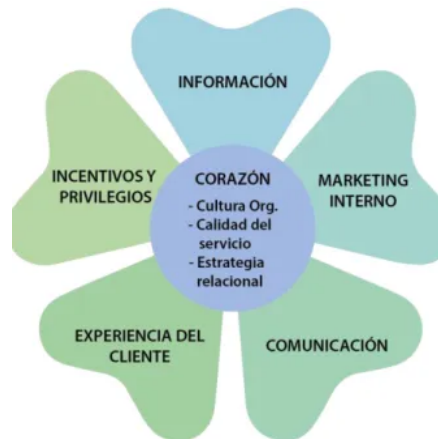 INFORMACIÓN
INCENTIVOS Y
PRIVILEGIOS
CORAZÓN
- Cultura Org.
- Calidad del
servicio
- Estrategia
relacional
MARKETING
INTERNO
EXPERIENCIA DEL
CLIENTE
COMUNICACIÓN